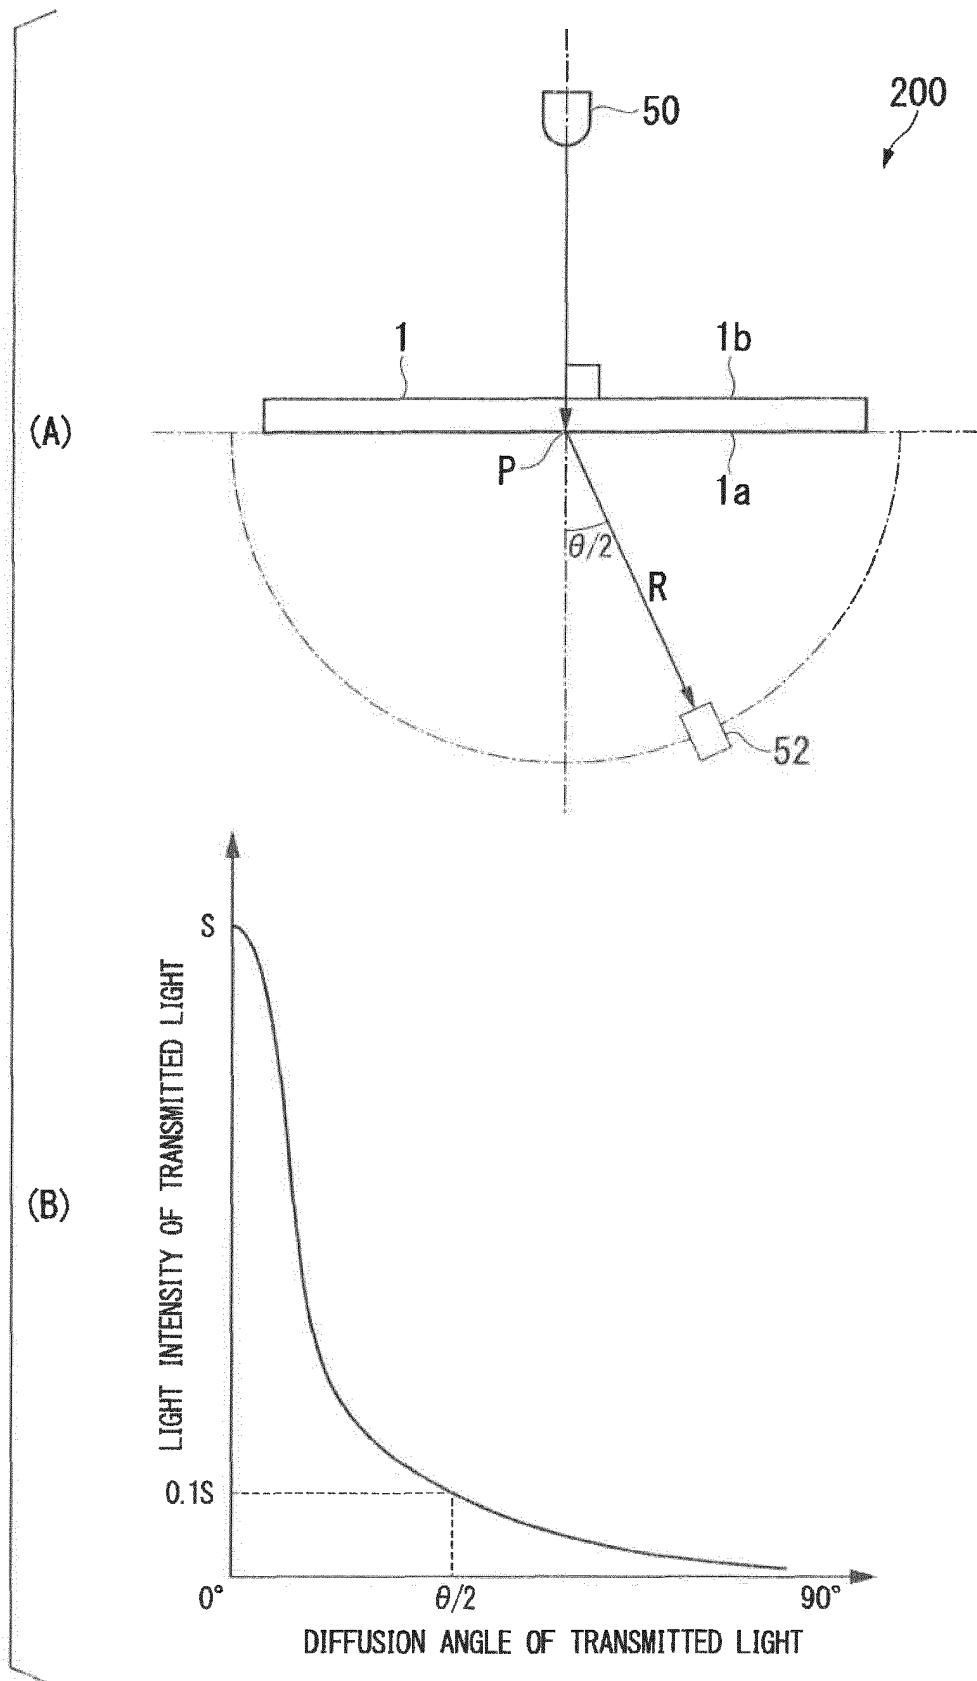 50
200
1
1b
(A)
P
1a
θ/2
R
52
S
LIGHT INTENSITY OF TRANSMITTED LIGHT
(B)
0.1S
0°
θ/2
90°
DIFFUSION ANGLE OF TRANSMITTED LIGHT